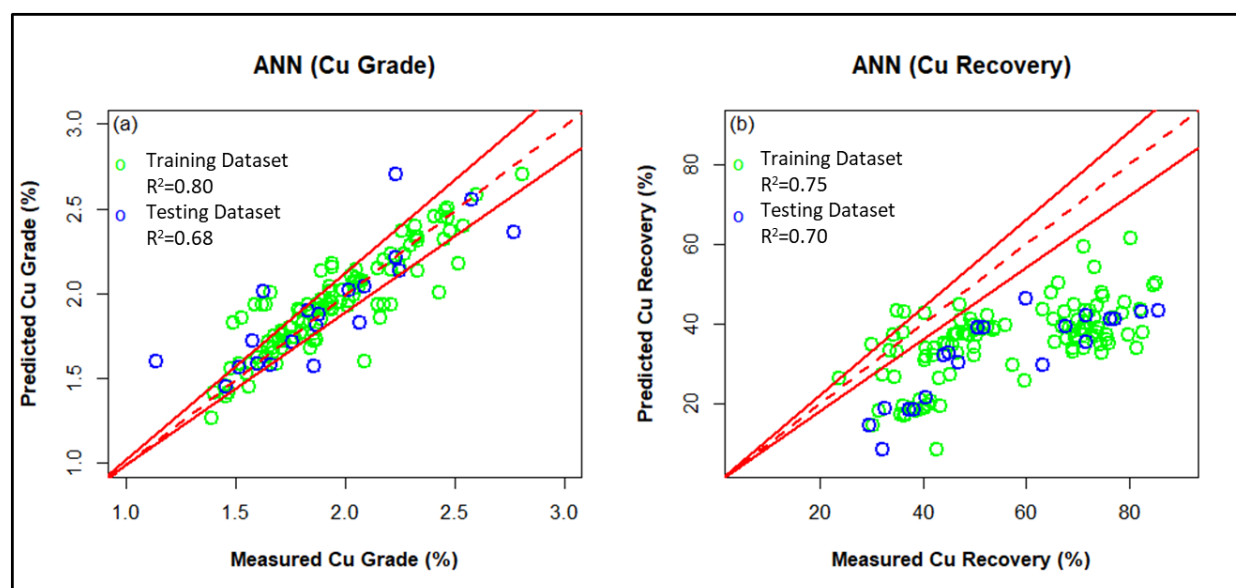 ANN (Cu Grade)
(a)
Training Dataset
R²=0.80
Testing Dataset
R²=0.68
Predicted Cu Grade (%)
3.0
2.5
2.0
1.5
1.0
1.0 1.5 2.0 2.5 3.0
Measured Cu Grade (%)
ANN (Cu Recovery)
(b)
Training Dataset
R²=0.75
Testing Dataset
R²=0.70
Predicted Cu Recovery (%)
80
60
40
20
20 40 60 80
Measured Cu Recovery (%)